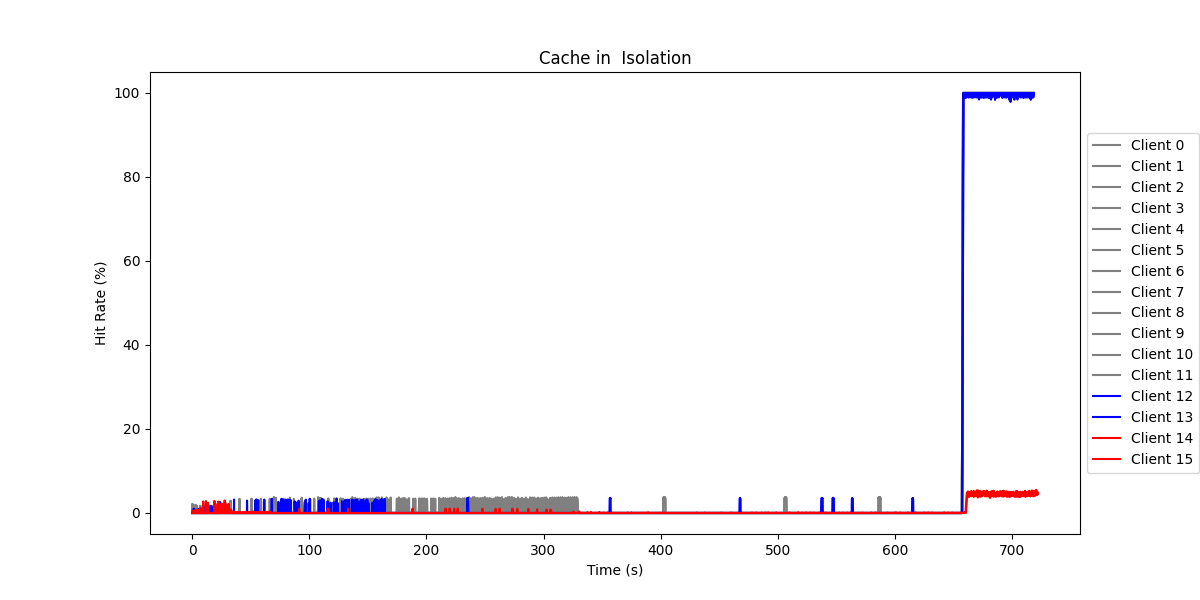 Cache in  Isolation
Hit Rate (%)
100
80
60
40
20
0
0 100 200 300 400 500 600 700
Time (s)
Client 0
Client 1
Client 2
Client 3
Client 4
Client 5
Client 6
Client 7
Client 8
Client 9
Client 10
Client 11
Client 12
Client 13
Client 14
Client 15